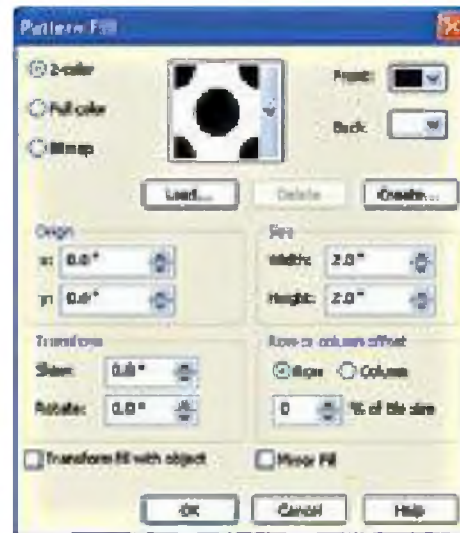 Pattern Fill
2-color
Full color
Bitmap
Front:
Back:
Load...
Delete
Create...
Origin
x: 0.0"
y: 0.0"
Size
Width: 2.0"
Height: 2.0"
Transform
Skew: 0.0°
Rotate: 0.0°
Row or column offset
Row Column
0 % of tile size
Transform fill with object
Mirror Fill
OK Cancel Help